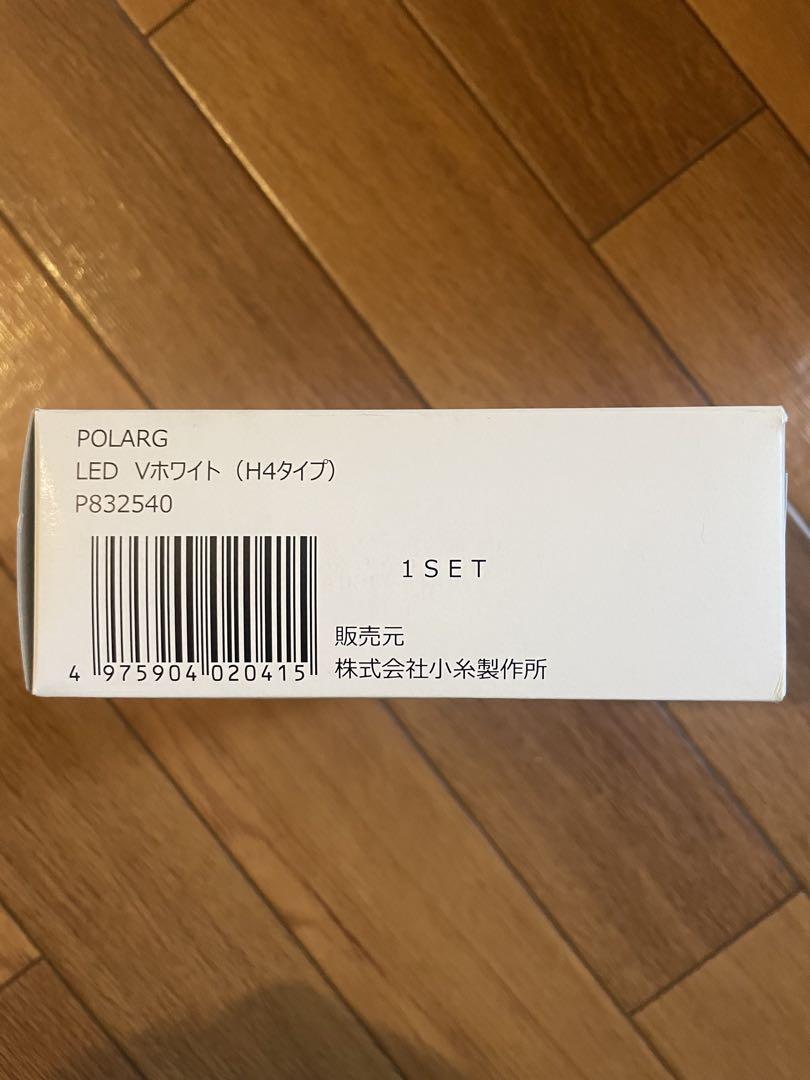 POLARG
LED Vホワイト（H4タイプ）
P832540
1 S E T
販売元
4 975904 020415
株式会社小糸製作所